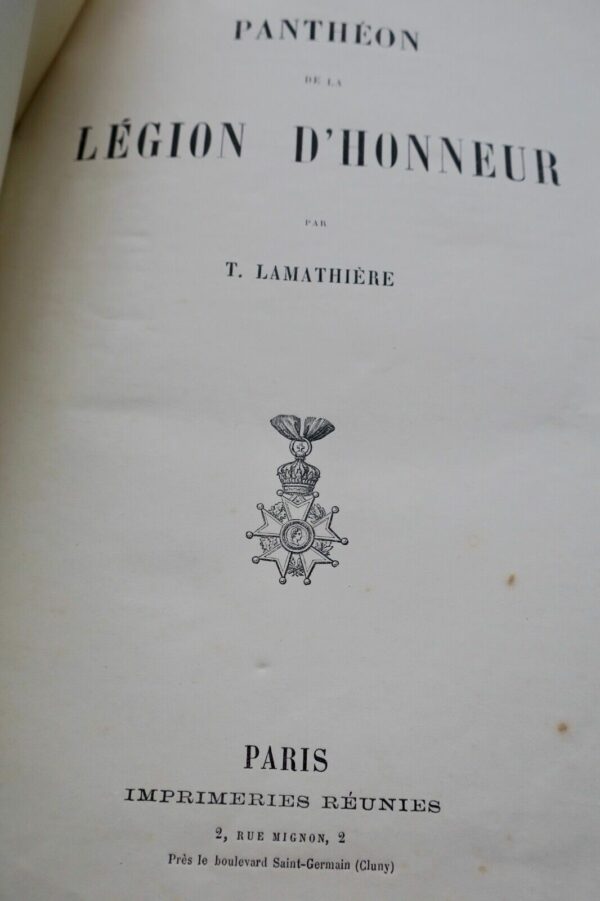 PANTHÉON
DE LA
LÉGION D'HONNEUR
PAR
T. LAMATHIÈRE
PARIS
IMPRIMERIES RÉUNIES
2, RUE MIGNON, 2
Près le boulevard Saint-Germain (Cluny)